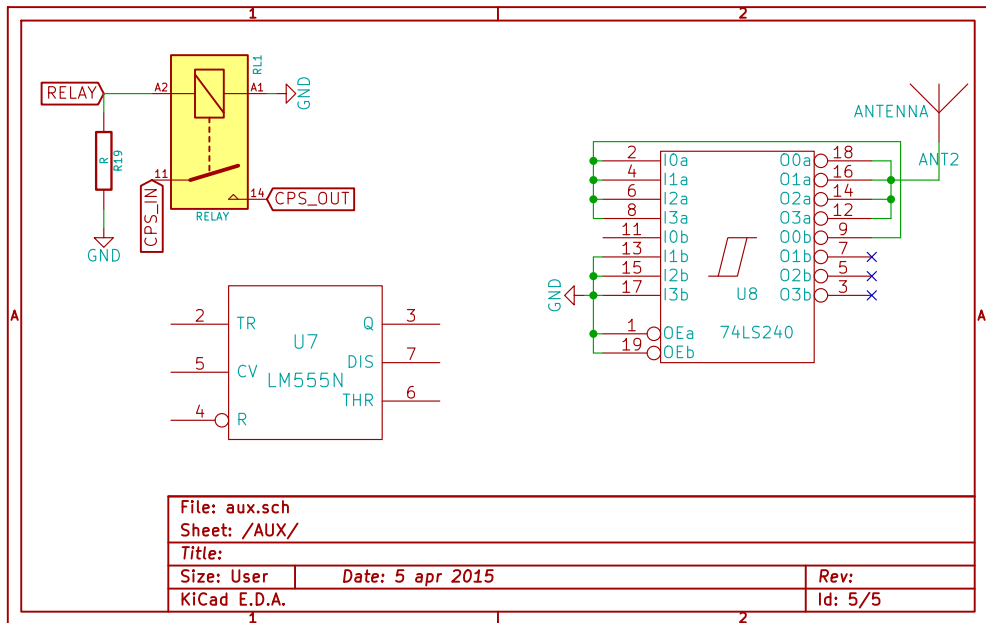 1
2
A
A
RELAY
A2
A1
RL1
GND
R
R19
GND
11
14
CPS_IN
CPS_OUT
RELAY
ANTENNA
ANT2
2 I0a O0a 18
4 I1a O1a 16
6 I2a O2a 14
8 I3a O3a 12
11 I0b O0b 9
13 I1b O1b 7
15 I2b O2b 5
17 I3b O3b 3
GND
U8
1 OEa
19 OEb
74LS240
2 TR Q 3
U7
5 CV DIS 7
LM555N
4 R THR 6
File: aux.sch
Sheet: /AUX/
Title:
Size: User Date: 5 apr 2015 Rev:
KiCad E.D.A. Id: 5/5
1
2